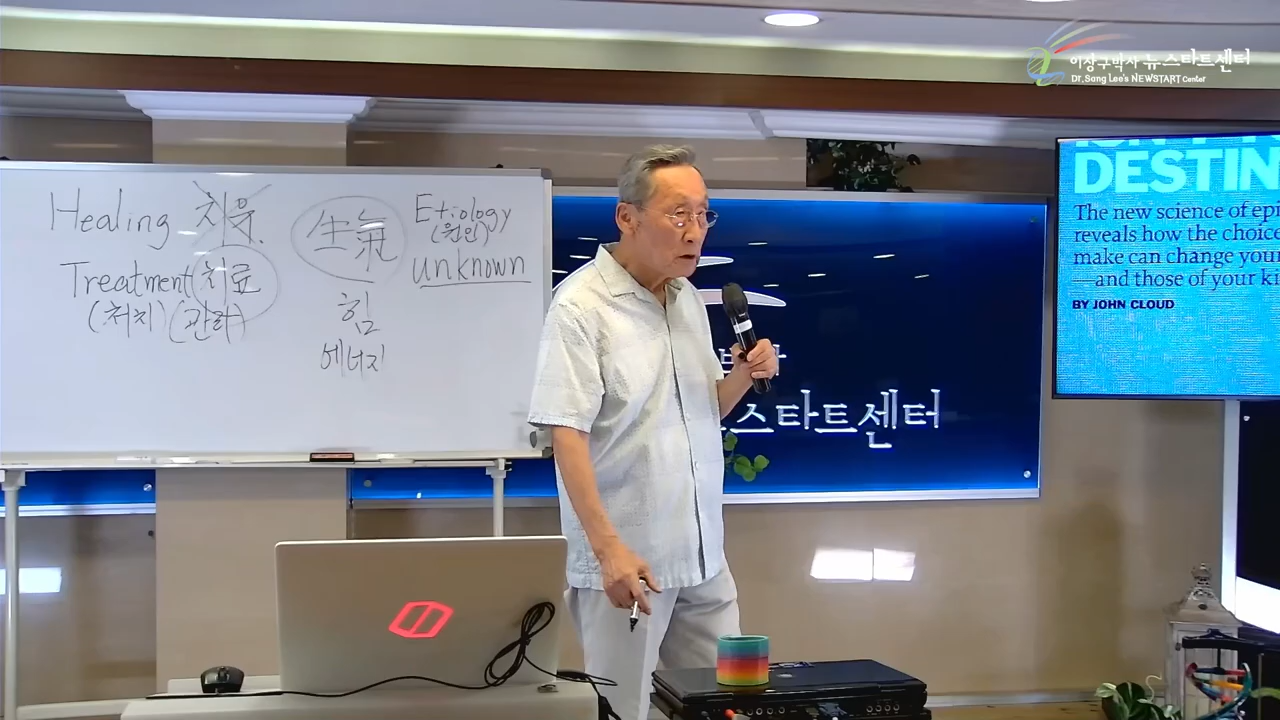 이상구박사 뉴스타트센터
Dr. Sang Lee's NEWSTART Center
Healing 치유
Treatment (치료)
(처치) (관리)
生氣
힘
에너지
Etiology
(원인)
unknown
스타트센터
DESTIN
The new science of epi
reveals how the choice
make can change your
and those of your ki
BY JOHN CLOUD